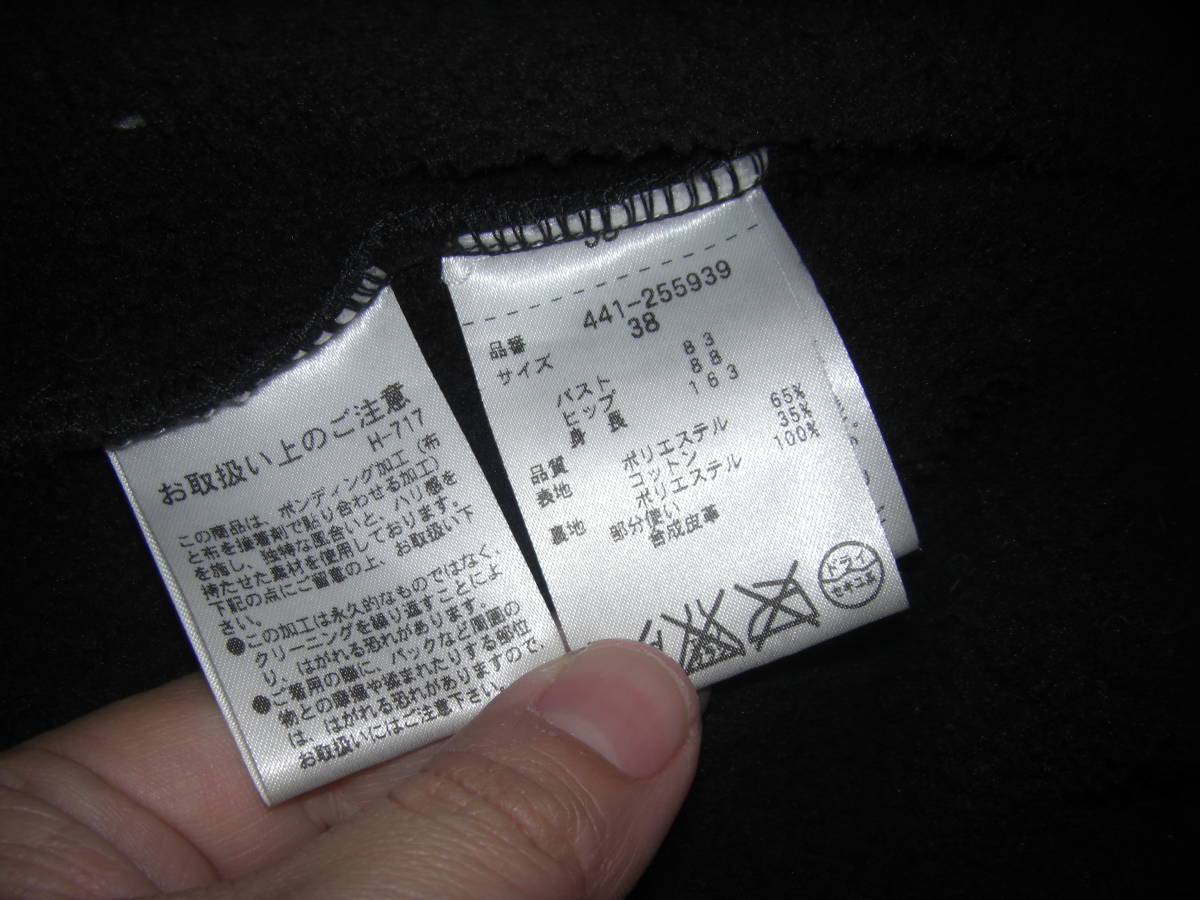 お取扱い上のご注意
H-717
この商品は、ボンディング加工(布
と布を接着剤で貼り合わせる加工)
を施し、独特な風合いと、ハリ感を
持たせた素材を使用しております。
下記の点にご留意の上、お取扱い下
さい。
●この加工は永久的なものではなく、
クリーニングを繰り返すことによ
り、はがれる恐れがあります。
●ご着用の際に、バックなど周囲の
物との摩擦や揉まれたりする部位
は、はがれる恐れがありますので、
お取扱いにはご注意下さい。
38
品番 441-255939
サイズ 38
バスト 83
ヒップ 88
身長 163
品質
表地 ポリエステル 65%
コットン 35%
裏地 ポリエステル 100%
部分使い
合成皮革
ドライ
セキユ系